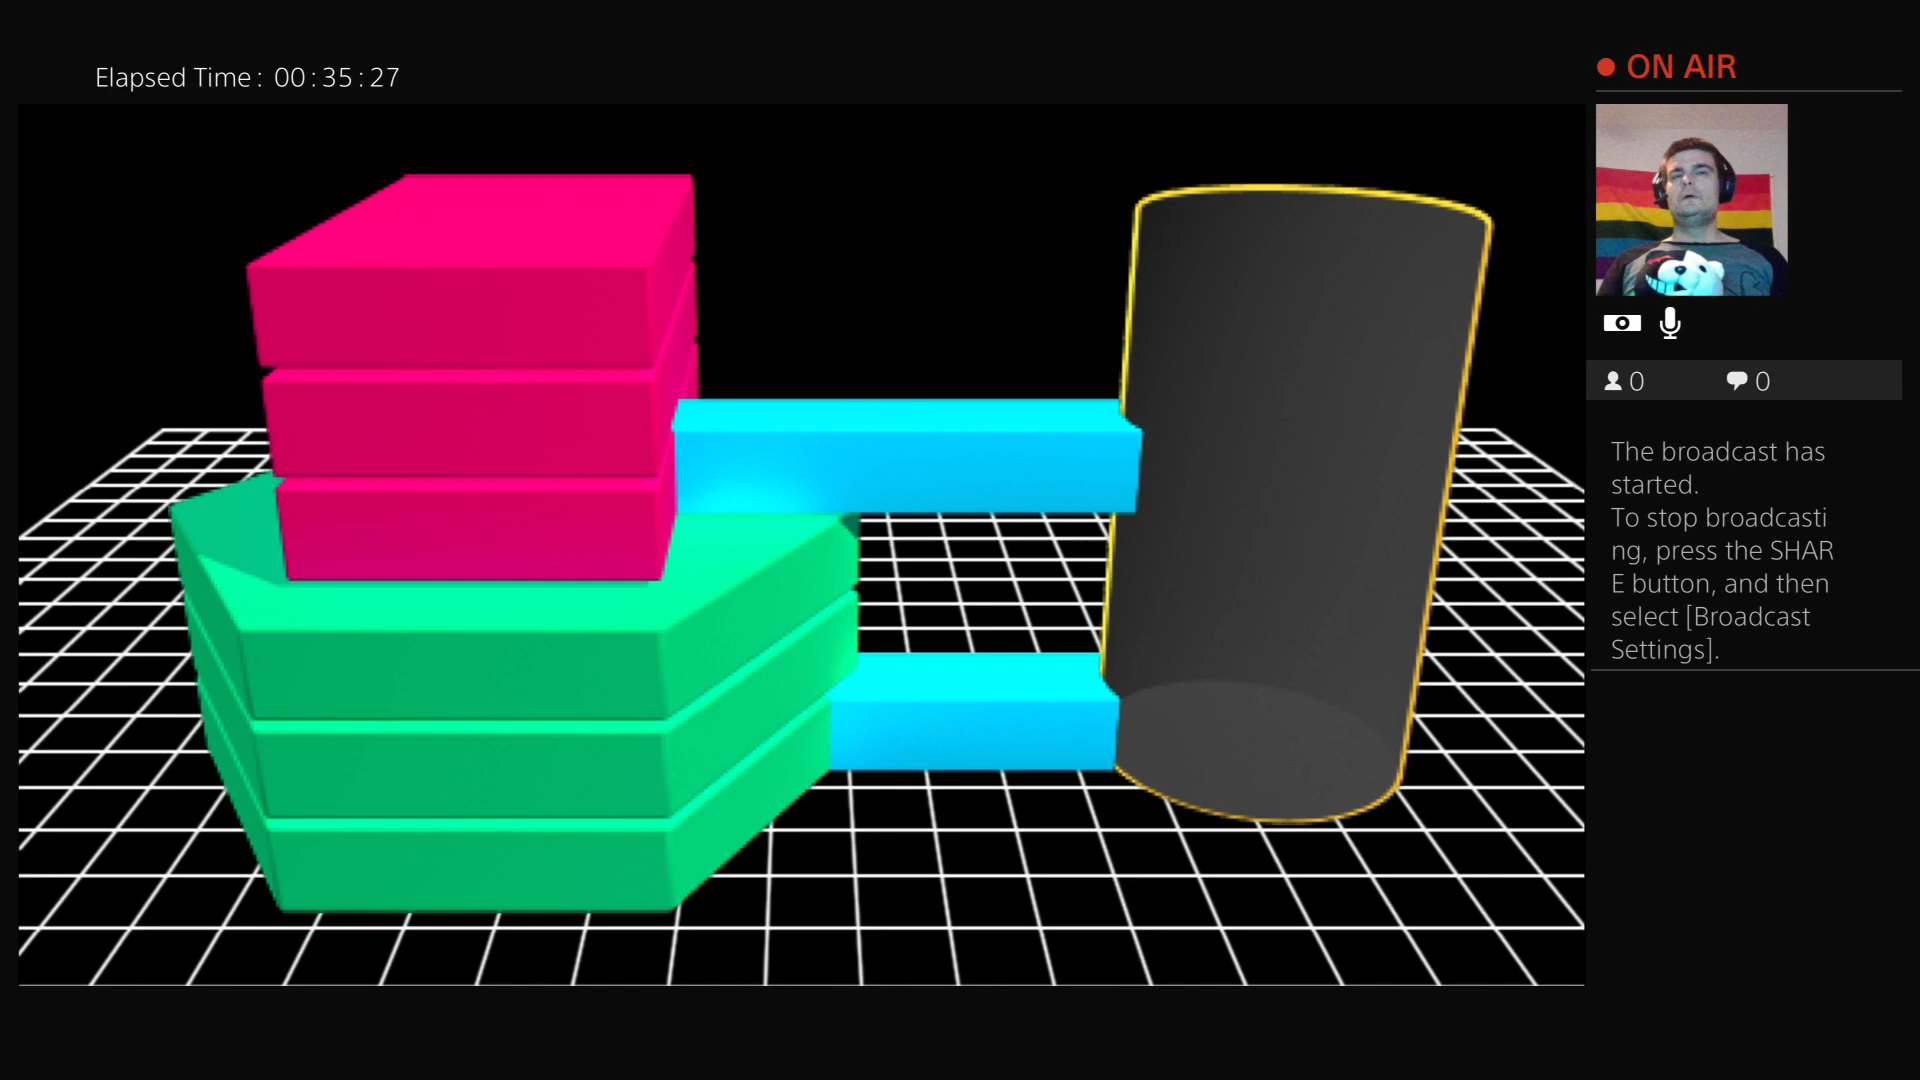 Elapsed Time: 00:35:27
ON AIR
0
0
The broadcast has
started.
To stop broadcasti
ng, press the SHAR
E button, and then
select [Broadcast
Settings].